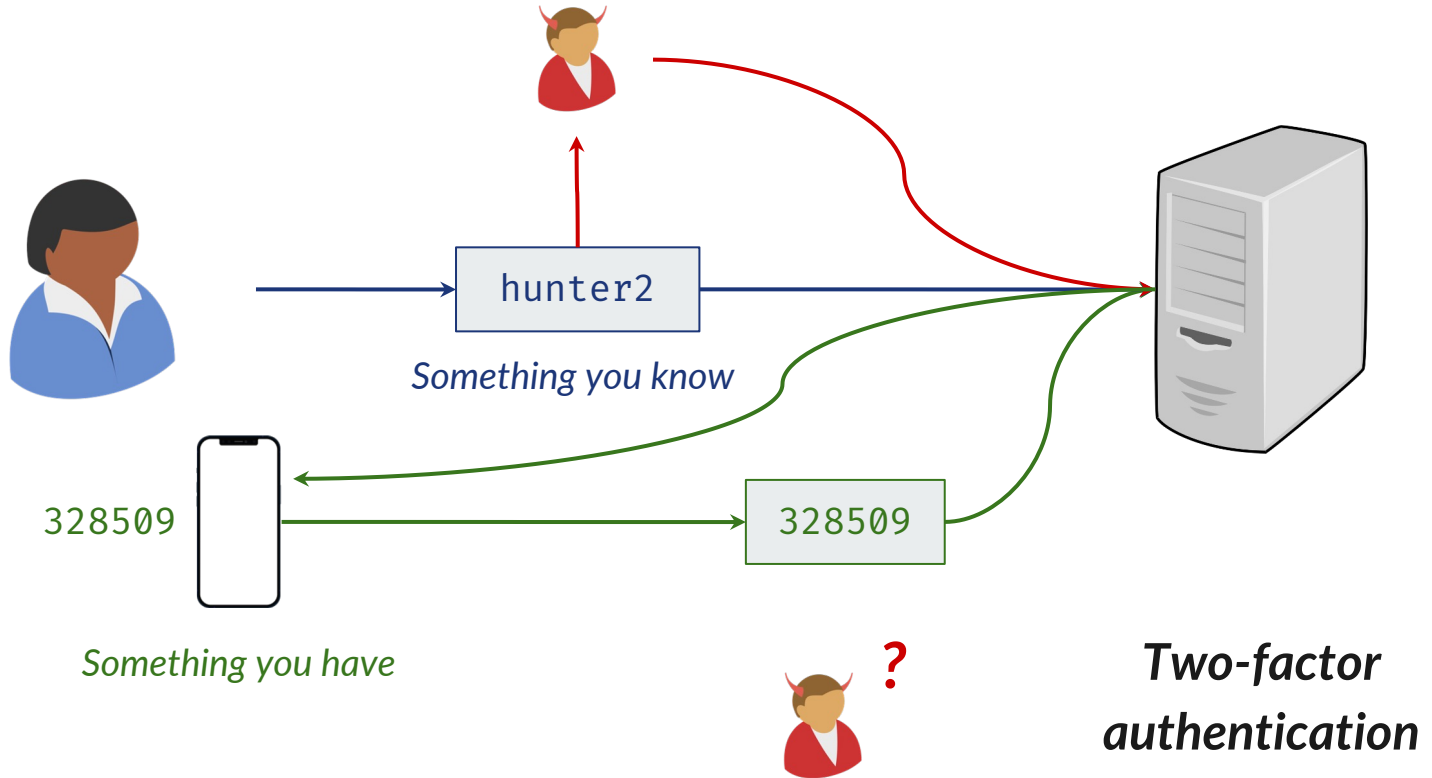 hunter2
Something you know
328509
328509
Something you have
?
Two-factor
authentication